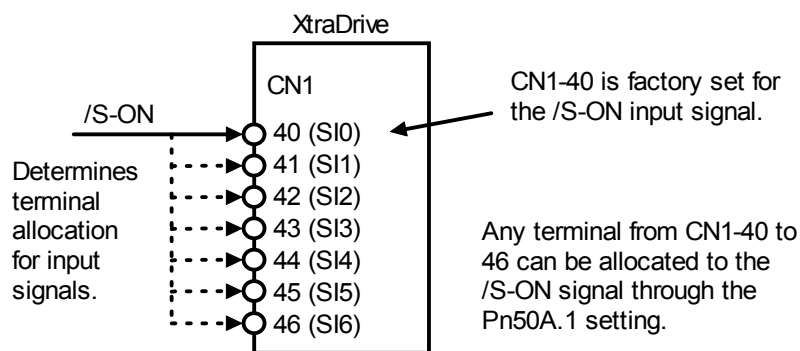 XtraDrive
CN1
/S-ON
40 (SI0)
41 (SI1)
42 (SI2)
43 (SI3)
44 (SI4)
45 (SI5)
46 (SI6)
Determines
terminal
allocation
for input
signals.
CN1-40 is factory set for
the /S-ON input signal.
Any terminal from CN1-40 to
46 can be allocated to the
/S-ON signal through the
Pn50A.1 setting.